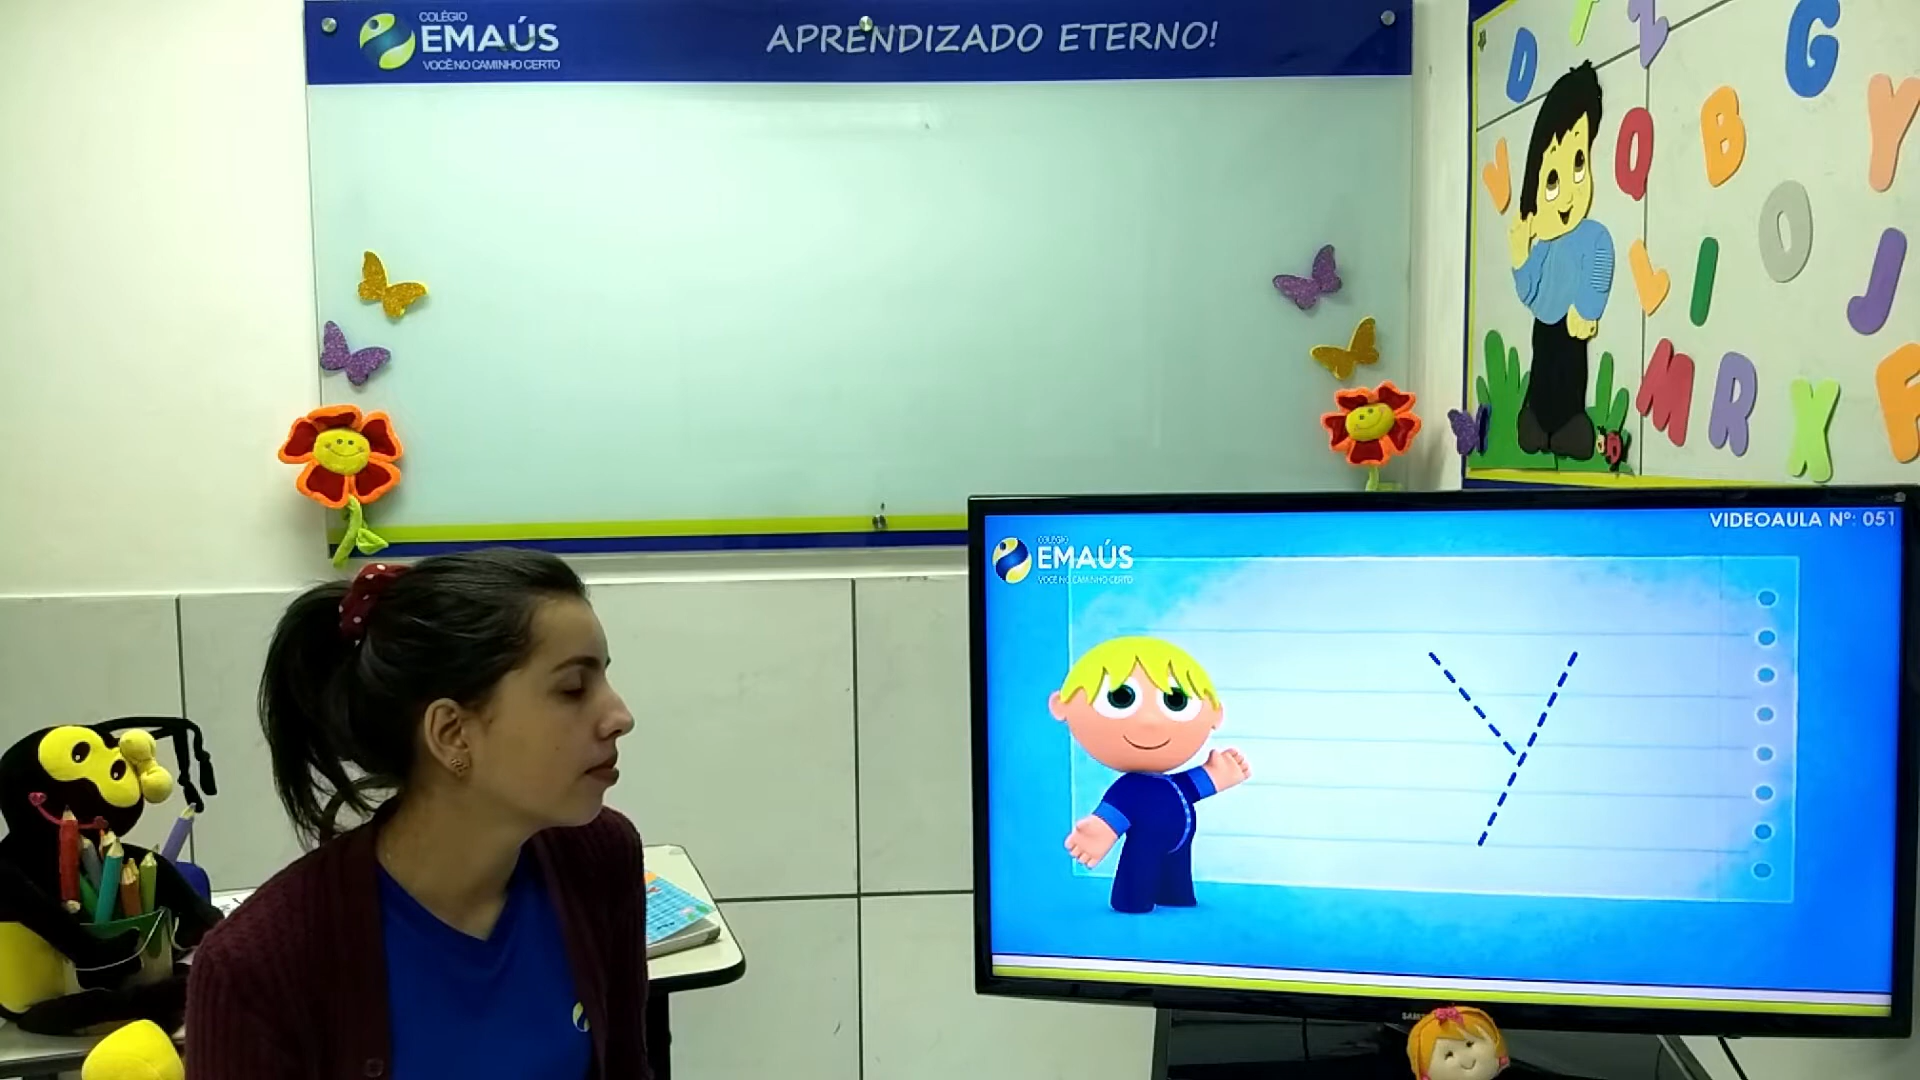 COLÉGIO
EMAÚS
VOCÊ NO CAMINHO CERTO
APRENDIZADO ETERNO!
D
G
Y
V
Q
B
O
L
I
J
M
R
X
F
VIDEOAULA Nº: 051
COLÉGIO
EMAÚS
VOCÊ NO CAMINHO CERTO
y